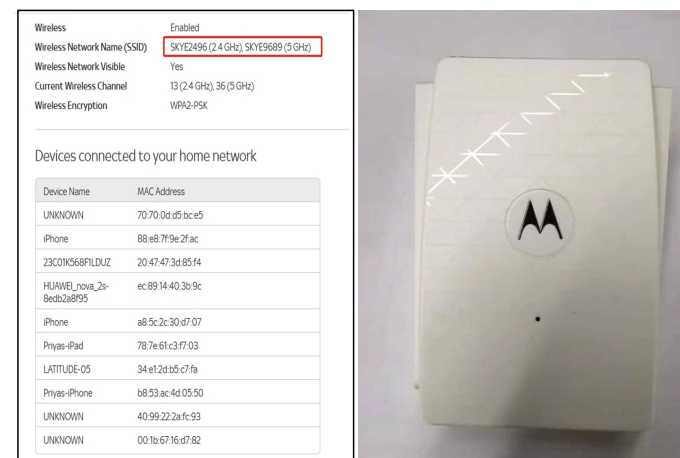 Wireless Enabled
Wireless Network Name (SSID) SKYE2496 (2.4 GHz), SKYE9689 (5 GHz)
Wireless Network Visible Yes
Current Wireless Channel 13 (2.4 GHz), 36 (5 GHz)
Wireless Encryption WPA2-PSK
Devices connected to your home network
Device Name MAC Address
UNKNOWN 70:70:0d:d5:bc:e5
iPhone 88:e8:7f:9e:2f:ac
23C01K568F1LDUZ 20:47:47:3d:85:f4
HUAWEI_nova_2s- ec:89:14:40:3b:9c
8edb2a8f95
iPhone a8:5c:2c:30:d7:07
Priyas-iPad 78:7e:61:c3:f7:03
LATITUDE-05 34:e1:2d:b5:c7:fa
Priyas-iPhone b8:53:ac:4d:05:50
UNKNOWN 40:99:22:2a:fc:93
UNKNOWN 00:1b:67:16:d7:82